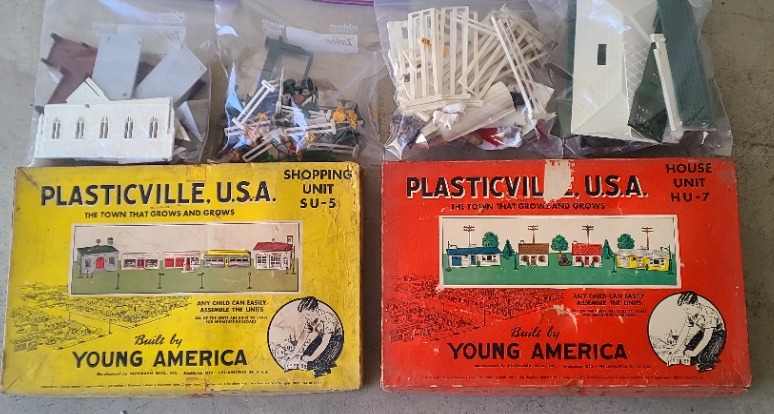 PLASTICVILLE, U.S.A.
THE TOWN THAT GROWS AND GROWS
SHOPPING
UNIT
SU-5
ANY CHILD CAN EASILY
ASSEMBLE THE UNITS
Built by
YOUNG AMERICA
PLASTICVIL E, U.S.A.
THE TOWN THAT GROWS AND GROWS
HOUSE
UNIT
HU-7
ANY CHILD CAN EASILY
ASSEMBLE THE UNITS
Built by
YOUNG AMERICA